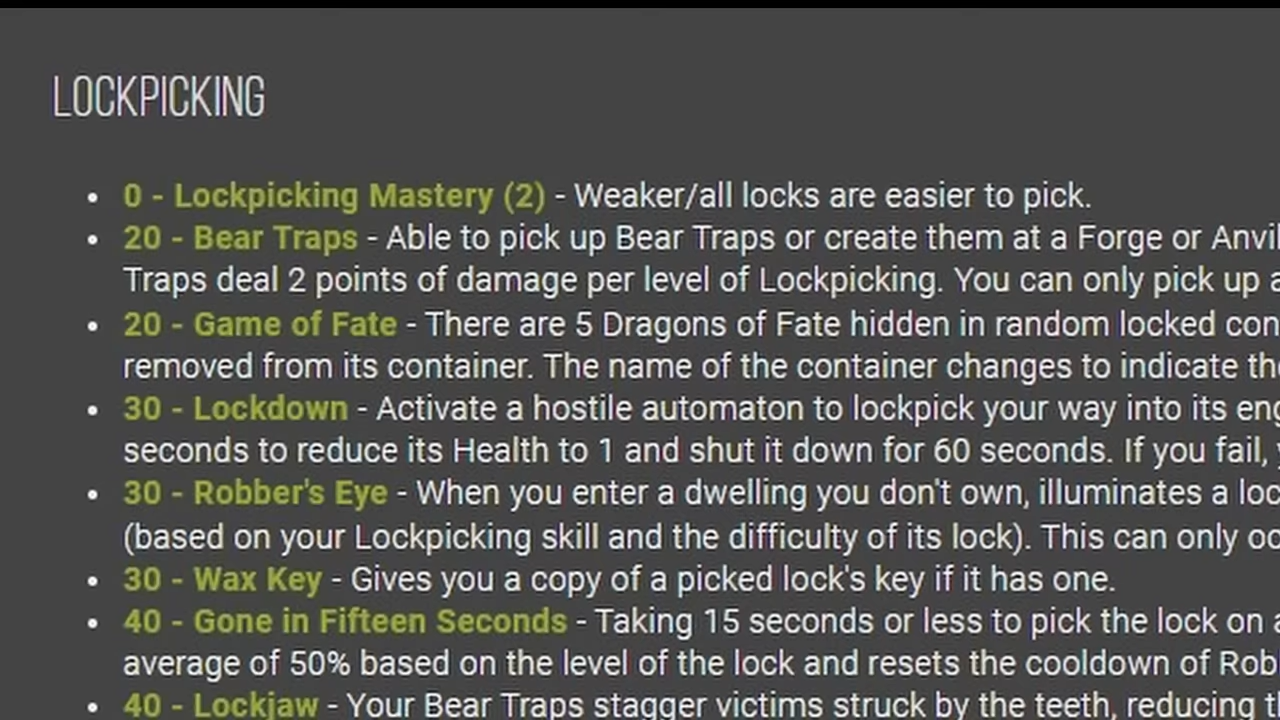 LOCKPICKING
0 - Lockpicking Mastery (2) - Weaker/all locks are easier to pick.
20 - Bear Traps - Able to pick up Bear Traps or create them at a Forge or
Traps deal 2 points of damage per level of Lockpicking. You can only pick up
20 - Game of Fate - There are 5 Dragons of Fate hidden in random locked
removed from its container. The name of the container changes to indicate
30 - Lockdown - Activate a hostile automaton to lockpick your way into its
seconds to reduce its Health to 1 and shut it down for 60 seconds. If you fail,
30 - Robber's Eye - When you enter a dwelling you don't own, illuminates a
(based on your Lockpicking skill and the difficulty of its lock). This can only
30 - Wax Key - Gives you a copy of a picked lock's key if it has one.
40 - Gone in Fifteen Seconds - Taking 15 seconds or less to pick the lock on
average of 50% based on the level of the lock and resets the cooldown of
40 - Lockjaw - Your Bear Traps stagger victims struck by the teeth, reducing